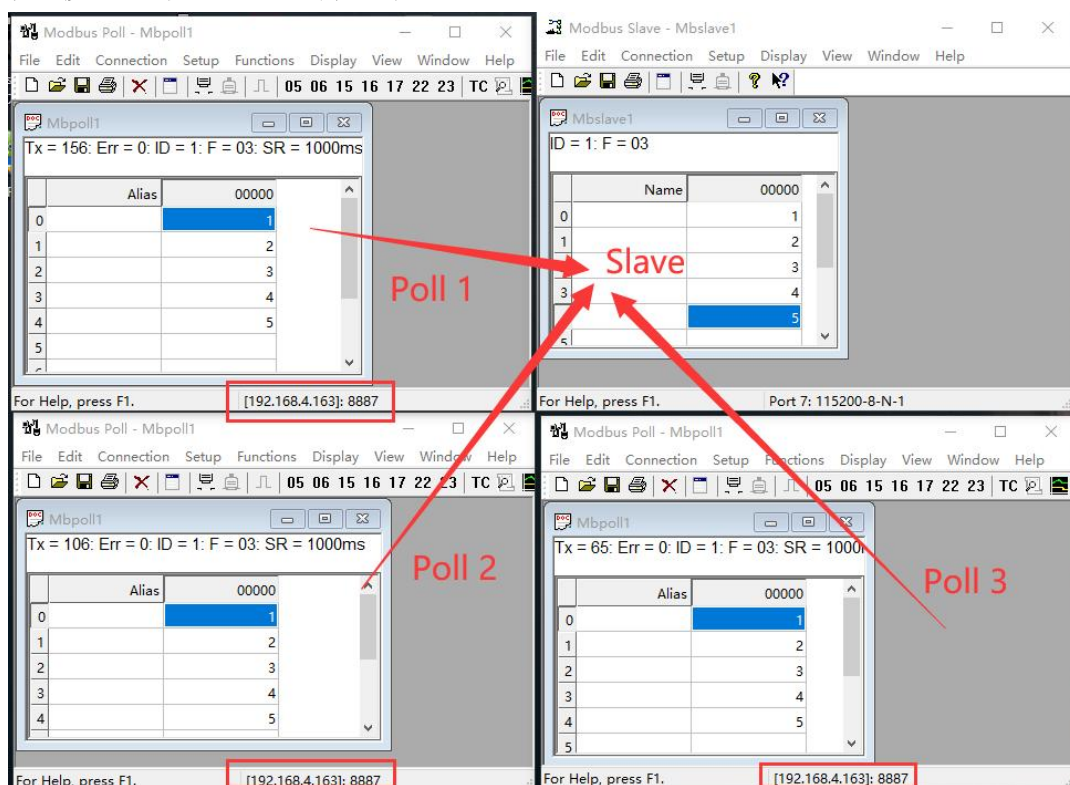 Modbus Poll - Mbpoll1
File Edit Connection Setup Functions Display View Window Help
05 06 15 16 17 22 23 TC
Mbpoll1
Tx = 156: Err = 0: ID = 1: F = 03: SR = 1000ms
Alias 00000
0 1
1 2
2 3
3 4
4 5
5
Poll 1
For Help, press F1. [192.168.4.163]: 8887
Modbus Slave - Mbslave1
File Edit Connection Setup Display View Window Help
Mbslave1
ID = 1: F = 03
Name 00000
0 1
1 2
3
3 4
5
Slave
For Help, press F1. Port 7: 115200-8-N-1
Modbus Poll - Mbpoll1
File Edit Connection Setup Functions Display View Window Help
05 06 15 16 17 22 23 TC
Mbpoll1
Tx = 106: Err = 0: ID = 1: F = 03: SR = 1000ms
Alias 00000
0 1
1 2
2 3
3 4
4 5
Poll 2
For Help, press F1. [192.168.4.163]: 8887
Modbus Poll - Mbpoll1
File Edit Connection Setup Functions Display View Window Help
05 06 15 16 17 22 23 TC
Mbpoll1
Tx = 65: Err = 0: ID = 1: F = 03: SR = 1000
Alias 00000
0 1
1 2
2 3
3 4
4 5
5
Poll 3
For Help, press F1. [192.168.4.163]: 8887